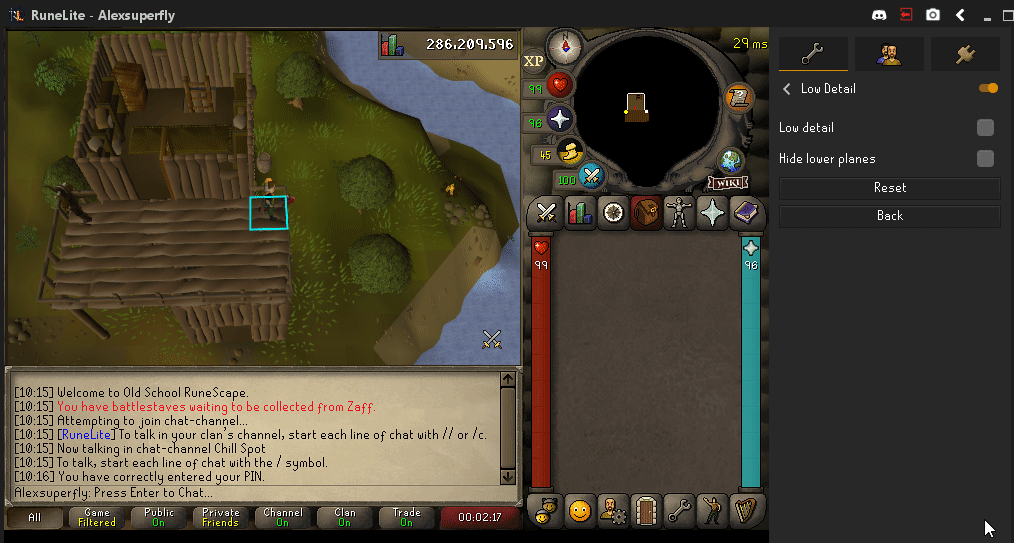 RuneLite - Alexsuperfly
286,209,596
XP
29 ms
99
96
45
100
WIKI
99
96
Low Detail
Low detail
Hide lower planes
Reset
Back
[10:15] Welcome to Old School RuneScape.
[10:15] You have battlestaves waiting to be collected from Zaff.
[10:15] Attempting to join chat-channel...
[10:15] [RuneLite] To talk in your clan's channel, start each line of chat with // or /c.
[10:15] Now talking in chat-channel Chill Spot
[10:15] To talk, start each line of chat with the / symbol.
[10:16] You have correctly entered your PIN.
Alexsuperfly: Press Enter to Chat...
All
Game
Filtered
Public
On
Private
Friends
Channel
On
Clan
On
Trade
On
00:02:17